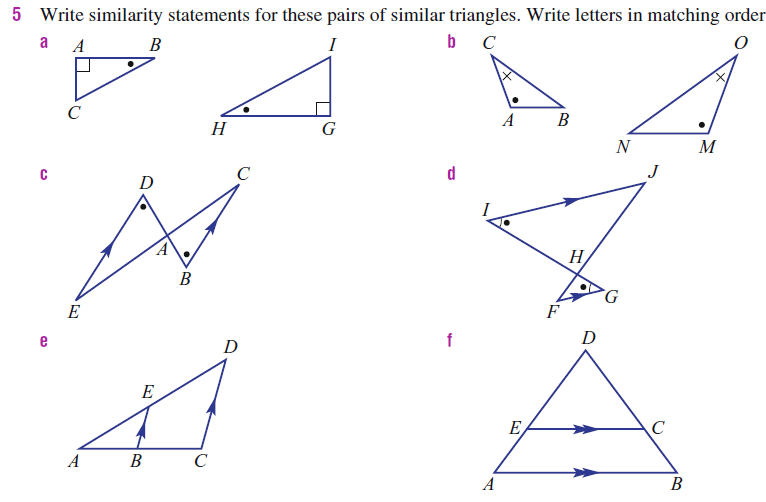 5 Write similarity statements for these pairs of similar triangles. Write letters in matching order
a A B I
C H G
b C O
A B N M
c D C
A B
E
d J
I
H
F G
e D
E
A B C
f D
E C
A B